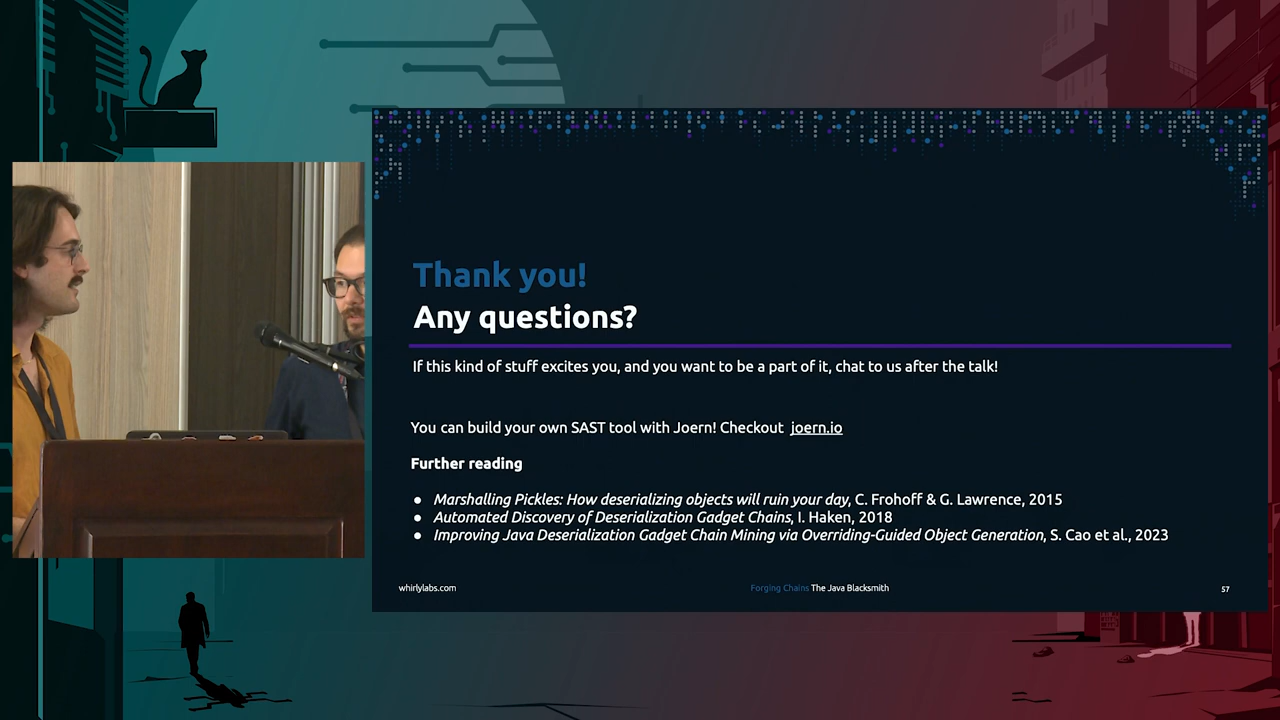 Thank you!
Any questions?
If this kind of stuff excites you, and you want to be a part of it, chat to us after the talk!
You can build your own SAST tool with Joern! Checkout joern.io
Further reading
● Marshalling Pickles: How deserializing objects will ruin your day, C. Frohoff & G. Lawrence, 2015
● Automated Discovery of Deserialization Gadget Chains, I. Haken, 2018
● Improving Java Deserialization Gadget Chain Mining via Overriding-Guided Object Generation, S. Cao et al., 2023
whirlylabs.com Forging Chains The Java Blacksmith 57